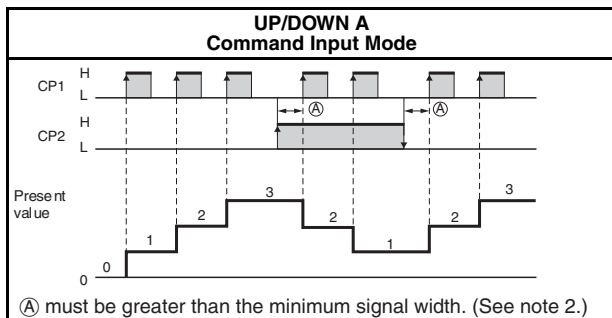 UP/DOWN A
Command Input Mode
CP1 H
L
Ⓐ Ⓐ
CP2 H
L
Present
value
3 3
2 2 2
1 1
0
0
Ⓐ must be greater than the minimum signal width. (See note 2.)